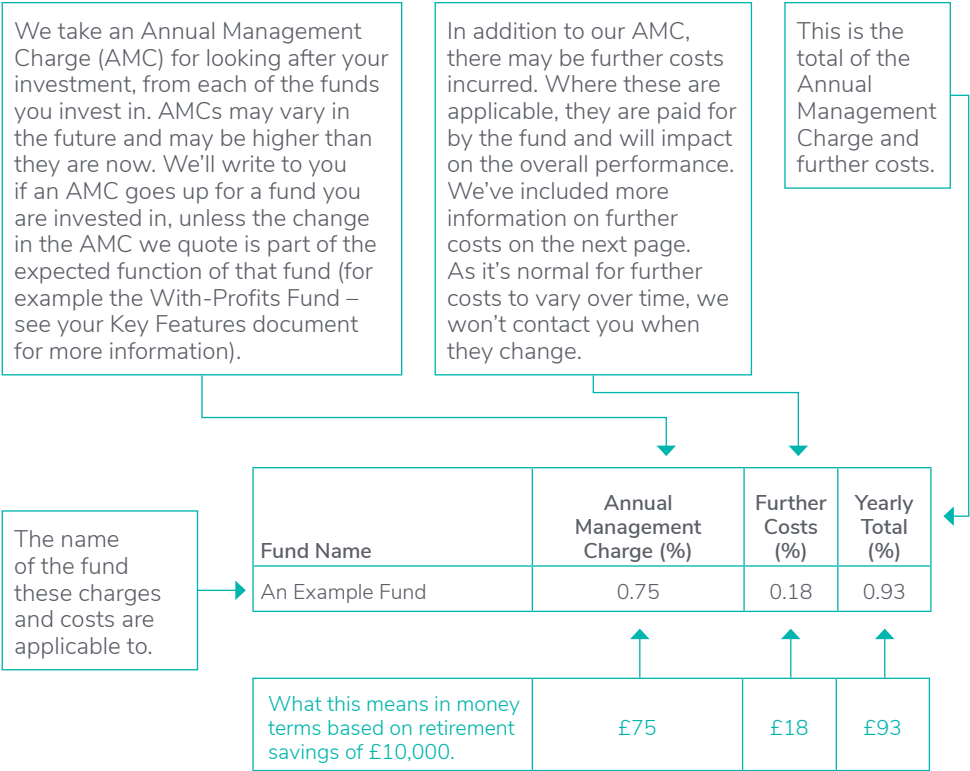 We take an Annual Management
Charge (AMC) for looking after your
investment, from each of the funds
you invest in. AMCs may vary in
the future and may be higher than
they are now. We’ll write to you
if an AMC goes up for a fund you
are invested in, unless the change
in the AMC we quote is part of the
expected function of that fund (for
example the With-Profits Fund –
see your Key Features document
for more information).
In addition to our AMC,
there may be further costs
incurred. Where these are
applicable, they are paid for
by the fund and will impact
on the overall performance.
We’ve included more
information on further
costs on the next page.
As it’s normal for further
costs to vary over time, we
won’t contact you when
they change.
This is the
total of the
Annual
Management
Charge and
further costs.
The name
of the fund
these charges
and costs are
applicable to.
Fund Name
Annual
Management
Charge (%)
Further
Costs
(%)
Yearly
Total
(%)
An Example Fund 0.75 0.18 0.93
What this means in money
terms based on retirement
savings of £10,000.
£75 £18 £93